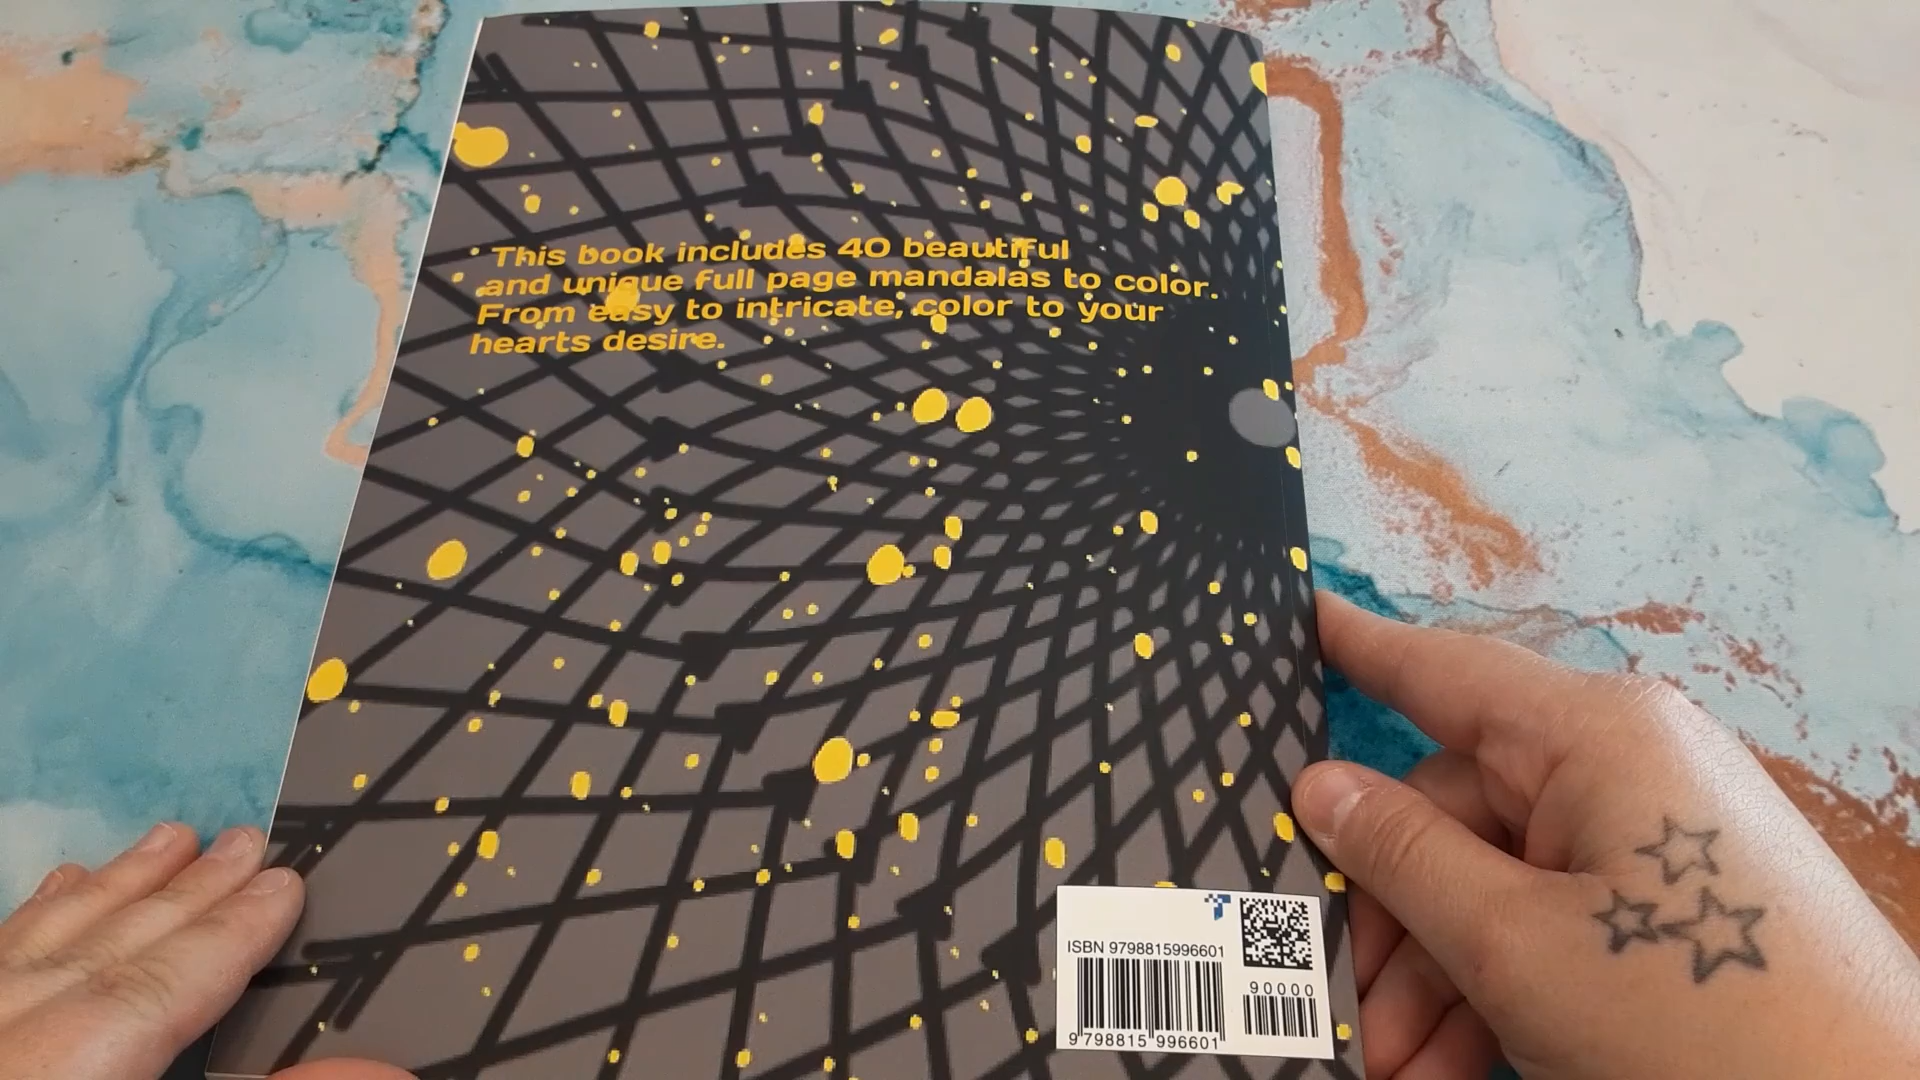 This book includes 40 beautiful
and unique full page mandalas to color.
From easy to intricate, color to your
hearts desire.
ISBN 9798815996601
90000
9 798815 996601